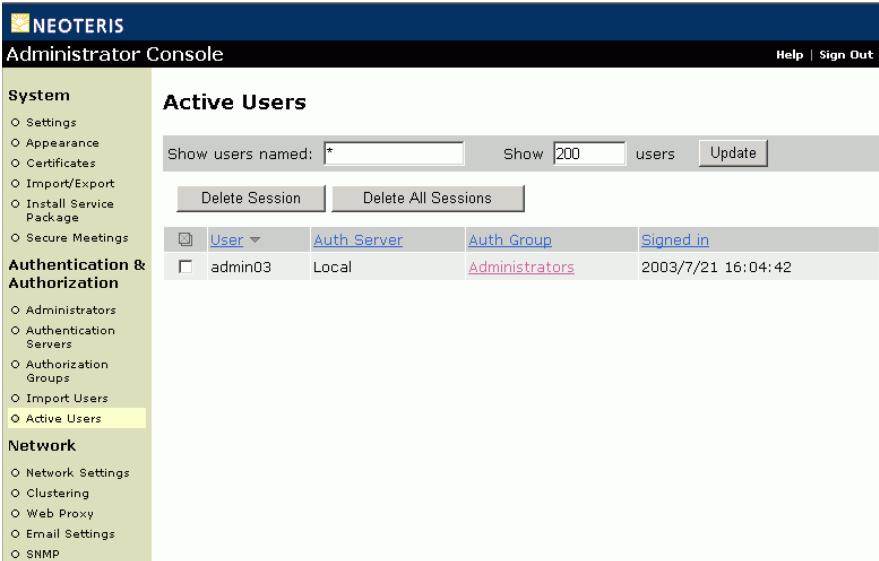 NEOTERIS
Administrator Console
Help | Sign Out
System
Settings
Appearance
Certificates
Import/Export
Install Service
Package
Secure Meetings
Authentication &
Authorization
Administrators
Authentication
Servers
Authorization
Groups
Import Users
Active Users
Network
Network Settings
Clustering
Web Proxy
Email Settings
SNMP
Active Users
Show users named: * Show 200 users Update
Delete Session Delete All Sessions
User Auth Server Auth Group Signed in
admin03 Local Administrators 2003/7/21 16:04:42